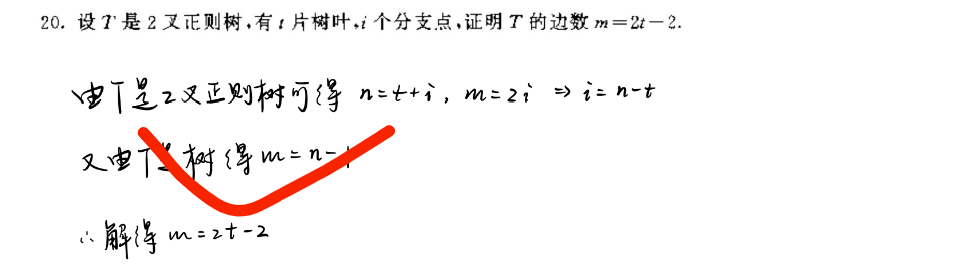 20. 设 T 是 2 叉正则树,有 t 片树叶,i 个分支点,证明 T 的边数 m=2t-2.
由T是2叉正则树可得 n=t+i, m=2i ⇒ i=n-t
又由T是树得 m=n-1
∴解得 m=2t-2